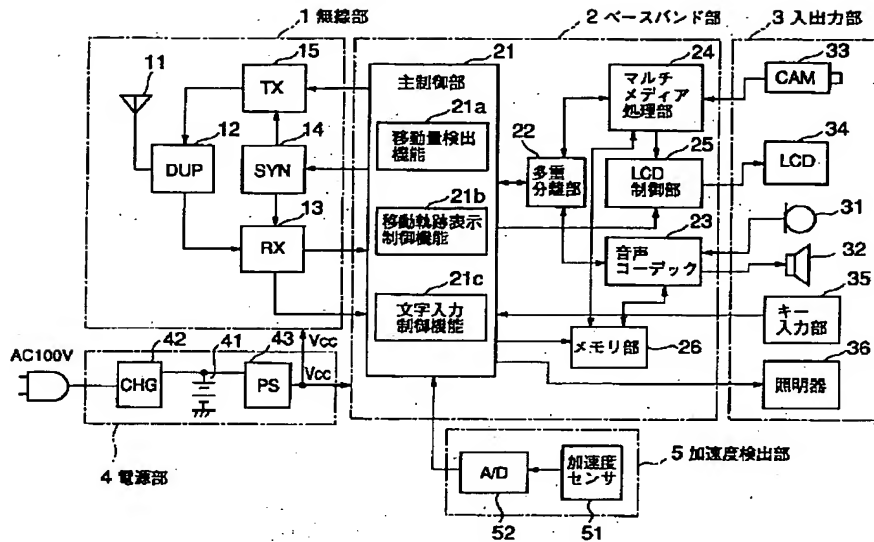 1 無線部
11
15
TX
12
DUP
14
SYN
13
RX
2 ベースバンド部
21
主制御部
21a
移動量検出
機能
21b
移動軌跡表示
制御機能
21c
文字入力
制御機能
22
多重
分離部
24
マルチ
メディア
処理部
25
LCD
制御部
23
音声
コーデック
メモリ部
26
3 入出力部
33
CAM
34
LCD
31
32
35
キー
入力部
36
照明器
AC100V
42
CHG
41
43
PS
Vcc
Vcc
4 電源部
5 加速度検出部
A/D
52
加速度
センサ
51